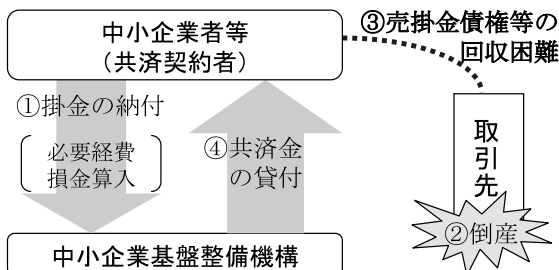 中小企業者等
（共済契約者）
③売掛金債権等の
回収困難
①掛金の納付
必要経費
損金算入
④共済金
の貸付
取引先
②倒産
中小企業基盤整備機構